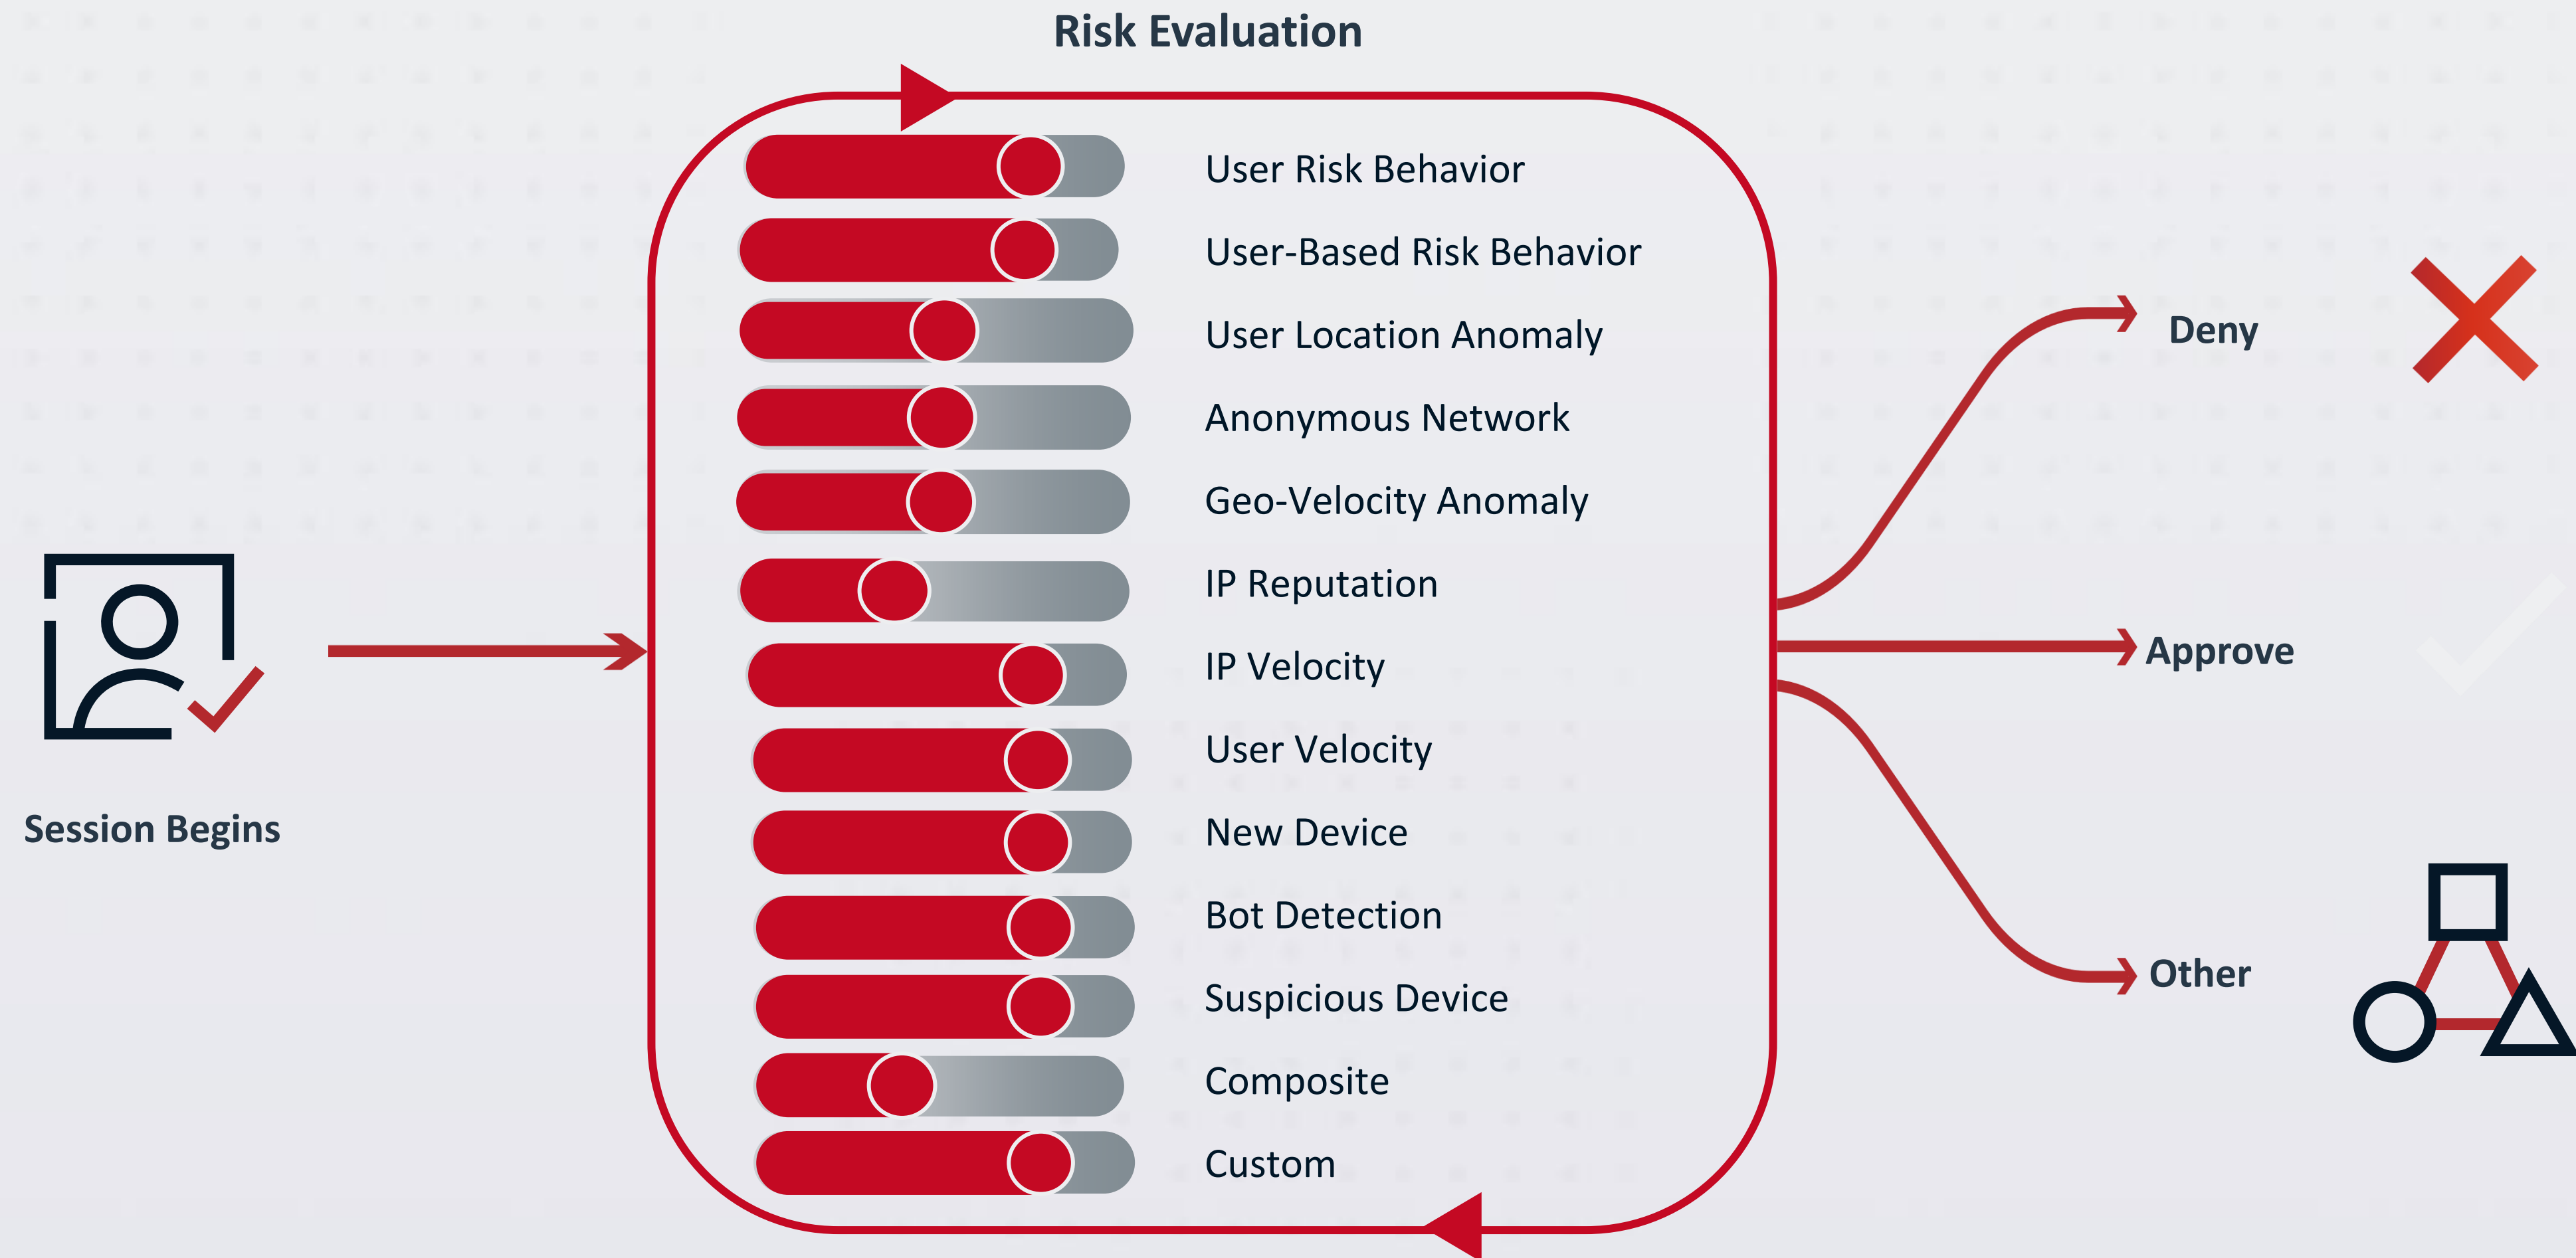 Risk Evaluation
User Risk Behavior
User-Based Risk Behavior
User Location Anomaly
Anonymous Network
Geo-Velocity Anomaly
IP Reputation
IP Velocity
User Velocity
New Device
Bot Detection
Suspicious Device
Composite
Custom
Session Begins
Deny
Approve
Other